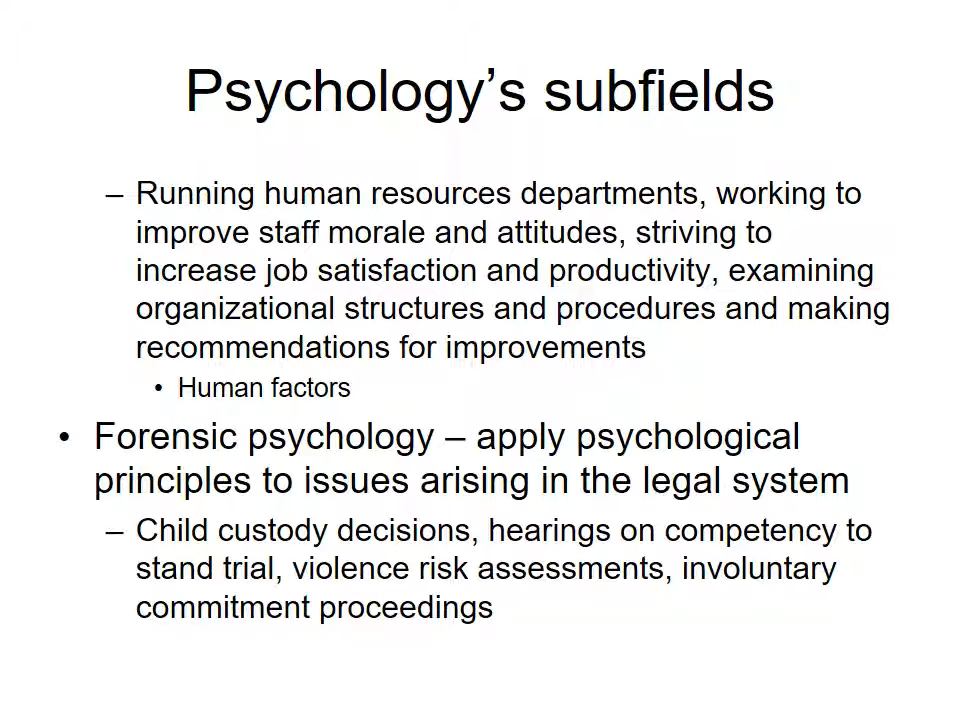 Psychology’s subfields
– Running human resources departments, working to
improve staff morale and attitudes, striving to
increase job satisfaction and productivity, examining
organizational structures and procedures and making
recommendations for improvements
• Human factors
• Forensic psychology – apply psychological
principles to issues arising in the legal system
– Child custody decisions, hearings on competency to
stand trial, violence risk assessments, involuntary
commitment proceedings